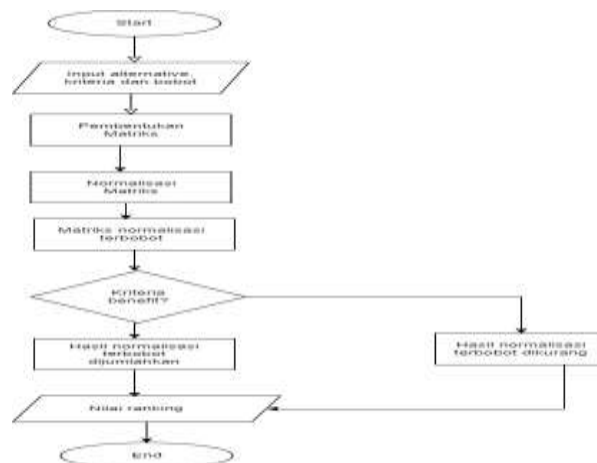 Start
Input alternative,
kriteria dan bobot
Pembentukan
Matriks
Normalisasi
Matriks
Matriks normalisasi
terbobot
Kriteria
benefit?
Hasil normalisasi
terbobot
dijumlahkan
Hasil normalisasi
terbobot dikurang
Nilai ranking
End